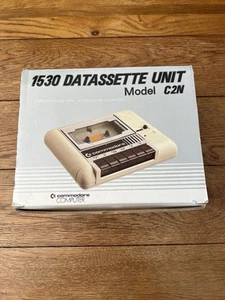 1530 DATASSETTE UNIT
Model C2N
commodore
commodore
COMPUTER